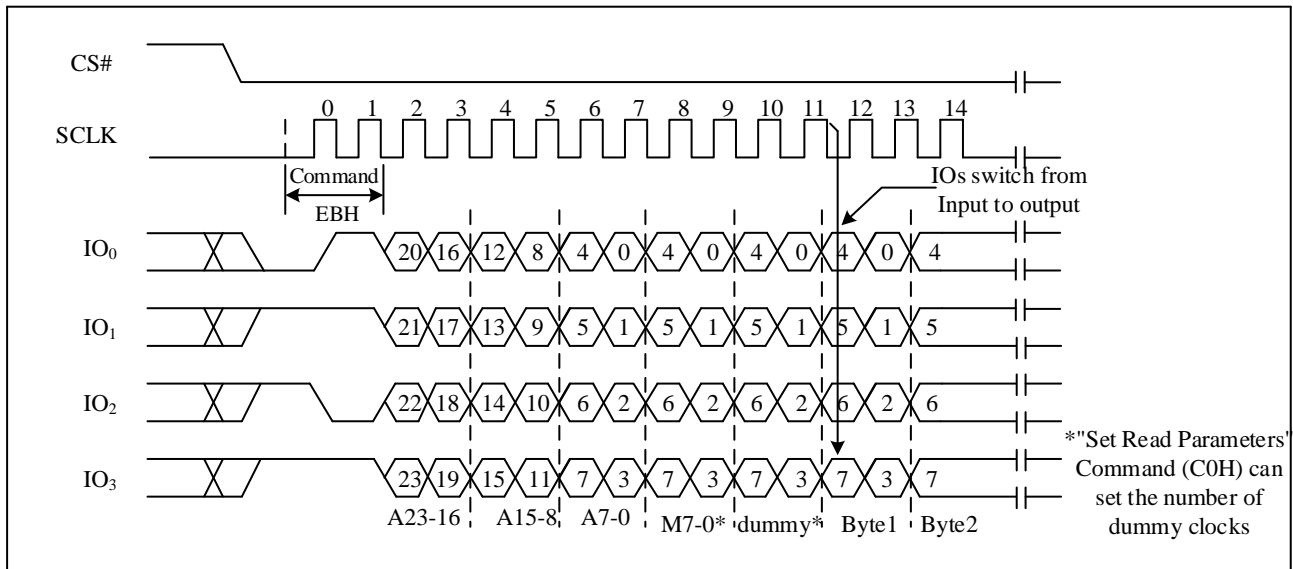 CS#
0 1 2 3 4 5 6 7 8 9 10 11 12 13 14
SCLK
Command
EBH
IOs switch from
Input to output
IO₀ 20 16 12 8 4 0 4 0 4 0 4 0 4
IO₁ 21 17 13 9 5 1 5 1 5 1 5 1 5
IO₂ 22 18 14 10 6 2 6 2 6 2 6 2 6
IO₃ 23 19 15 11 7 3 7 3 7 3 7 3 7
A23-16 A15-8 A7-0 M7-0* dummy* Byte1 Byte2
*"Set Read Parameters"
Command (C0H) can
set the number of
dummy clocks